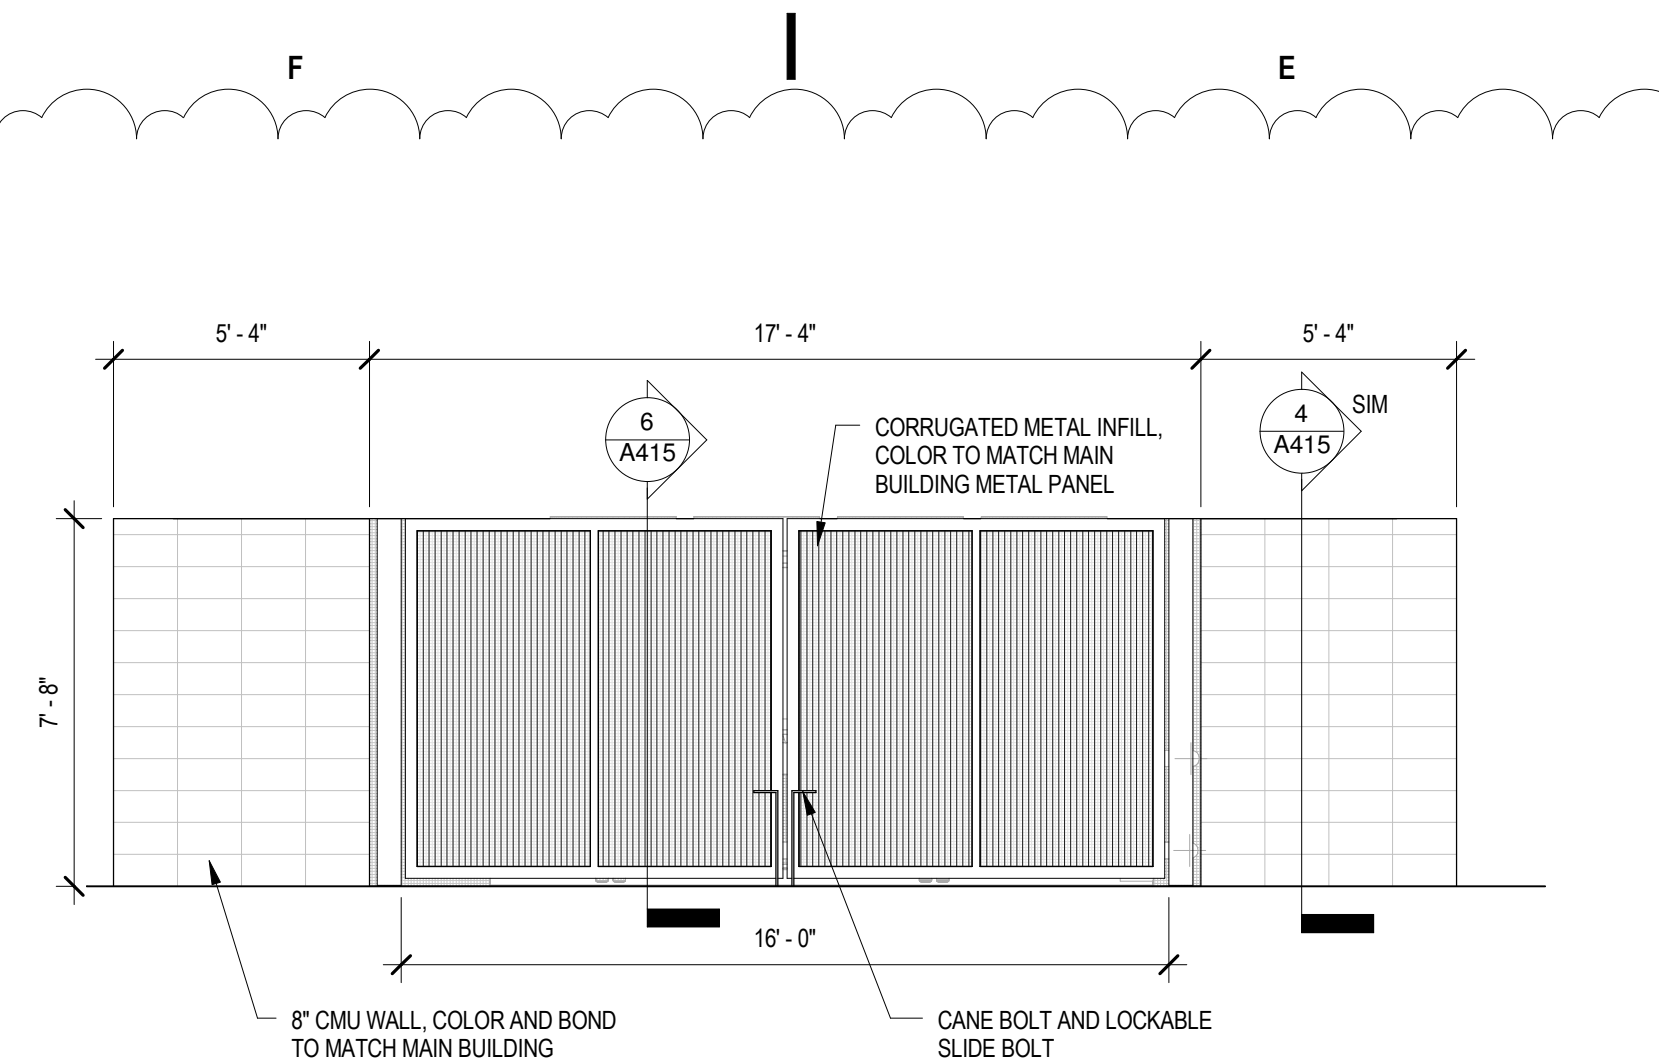 F
E
5' - 4"
17' - 4"
5' - 4"
6
A415
4
A415
SIM
CORRUGATED METAL INFILL,
COLOR TO MATCH MAIN
BUILDING METAL PANEL
7' - 8"
16' - 0"
8" CMU WALL, COLOR AND BOND
TO MATCH MAIN BUILDING
CANE BOLT AND LOCKABLE
SLIDE BOLT